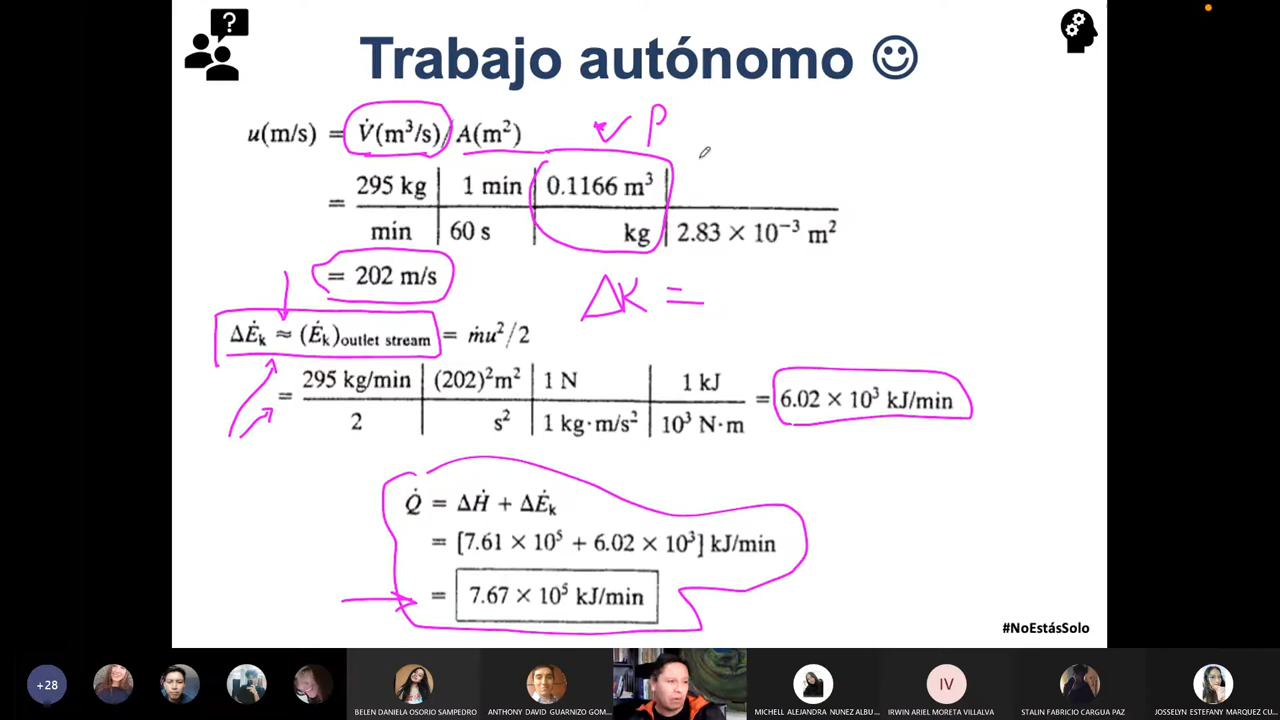 Trabajo autónomo ☺
u(m/s) = V̇(m³/s)/A(m²)
P
= 295 kg | 1 min | 0.1166 m³ |
min | 60 s | kg | 2.83 × 10⁻³ m²
= 202 m/s
ΔK =
ΔĖₖ ≈ (Ėₖ)outlet stream = ṁu²/2
= 295 kg/min | (202)² m² | 1 N | 1 kJ = 6.02 × 10³ kJ/min
2 | s² | 1 kg·m/s² | 10³ N·m
Q̇ = ΔḢ + ΔĖₖ
= [7.61 × 10⁵ + 6.02 × 10³] kJ/min
= 7.67 × 10⁵ kJ/min
#NoEstásSolo
+28
BELEN DANIELA OSORIO SAMPEDRO
ANTHONY DAVID GUARNIZO GOM...
MICHELL ALEJANDRA NUNEZ ALBU...
IV
IRWIN ARIEL MORETA VILLALVA
STALIN FABRICIO CARGUA PAZ
JOSSELYN ESTEFANY MARQUEZ CU...